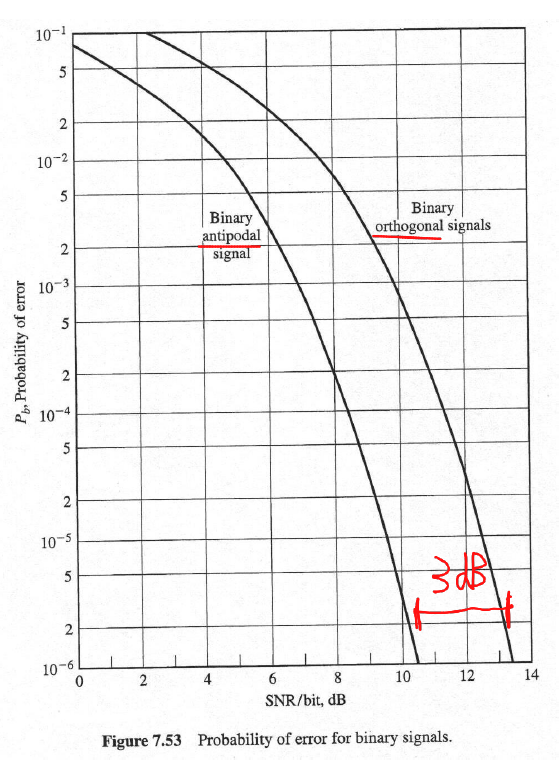 10⁻¹
5
2
10⁻²
5
2
10⁻³
5
2
10⁻⁴
5
2
10⁻⁵
5
2
10⁻⁶
P_b, Probability of error
Binary
antipodal
signal
Binary
orthogonal signals
3dB
0 2 4 6 8 10 12 14
SNR/bit, dB
Figure 7.53 Probability of error for binary signals.